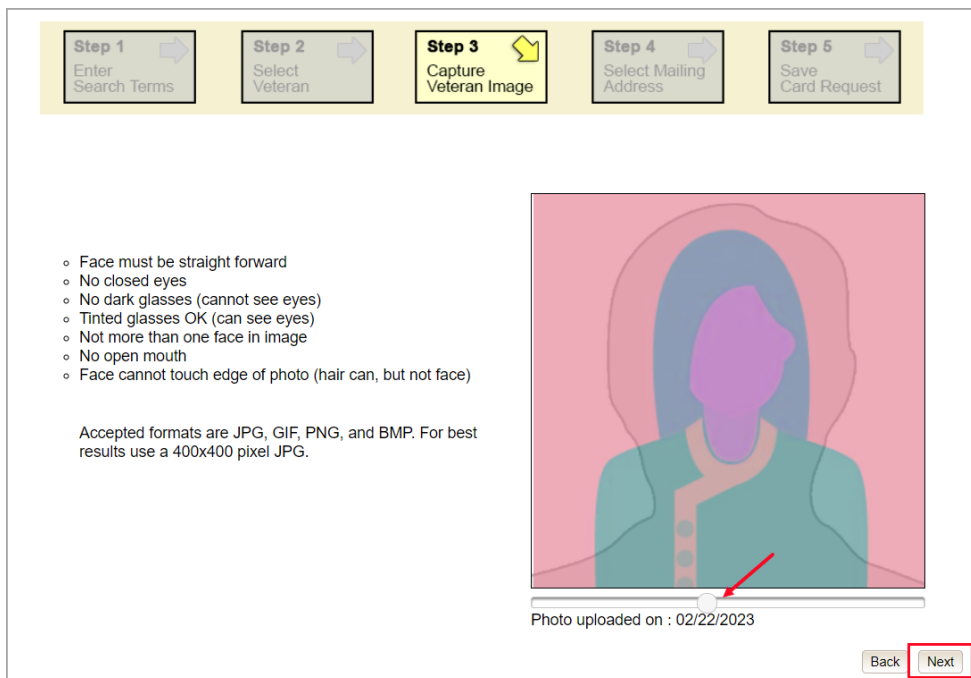 Step 1
Enter
Search Terms
Step 2
Select
Veteran
Step 3
Capture
Veteran Image
Step 4
Select Mailing
Address
Step 5
Save
Card Request
Face must be straight forward
No closed eyes
No dark glasses (cannot see eyes)
Tinted glasses OK (can see eyes)
Not more than one face in image
No open mouth
Face cannot touch edge of photo (hair can, but not face)
Accepted formats are JPG, GIF, PNG, and BMP. For best
results use a 400x400 pixel JPG.
Photo uploaded on : 02/22/2023
Back
Next